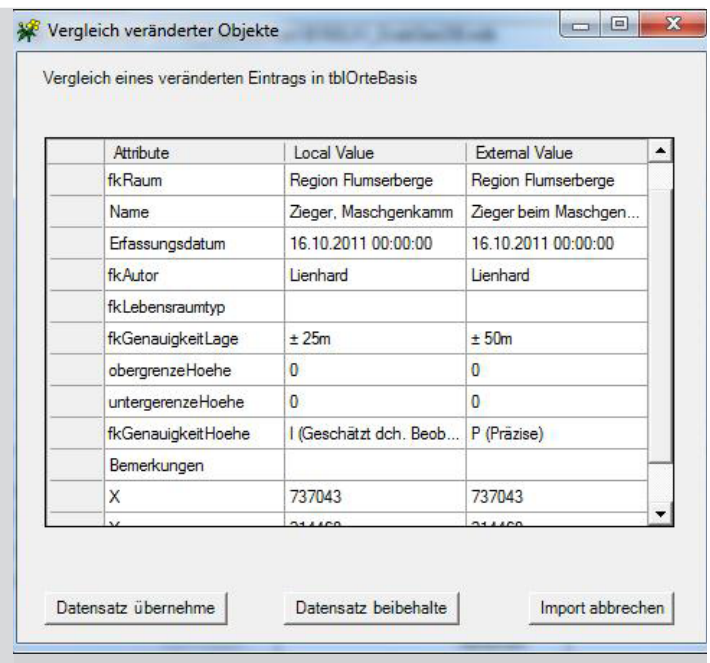 Vergleich veränderter Objekte
Vergleich eines veränderten Eintrags in tblOrteBasis
Attribute Local Value External Value
fkRaum Region Flumserberge Region Flumserberge
Name Zieger, Maschgenkamm Zieger beim Maschgen...
Erfassungsdatum 16.10.2011 00:00:00 16.10.2011 00:00:00
fkAutor Lienhard Lienhard
fkLebensraumtyp
fkGenauigkeitLage ± 25m ± 50m
obergrenzeHoehe 0 0
untergerenzeHoehe 0 0
fkGenauigkeitHoehe I (Geschätzt dch. Beob... P (Präzise)
Bemerkungen
X 737043 737043
Datensatz übernehme Datensatz beibehalte Import abbrechen